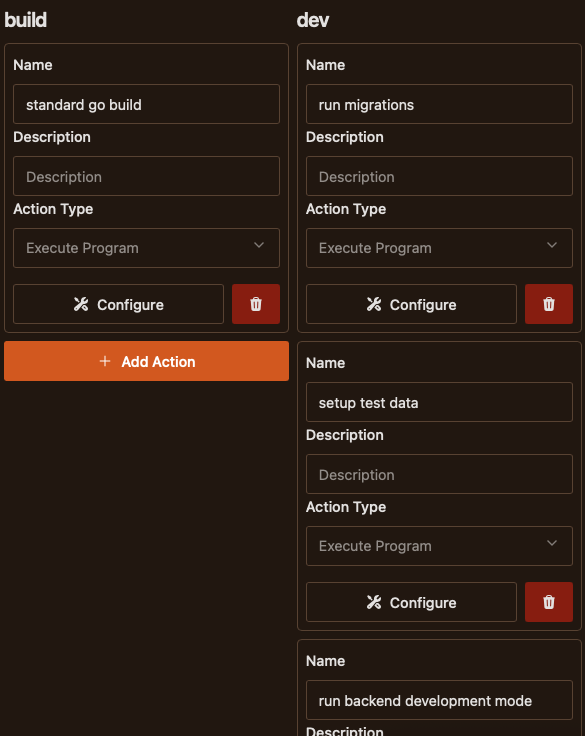 build
Name
standard go build
Description
Description
Action Type
Execute Program
Configure
Add Action
dev
Name
run migrations
Description
Description
Action Type
Execute Program
Configure
Name
setup test data
Description
Description
Action Type
Execute Program
Configure
Name
run backend development mode
Description